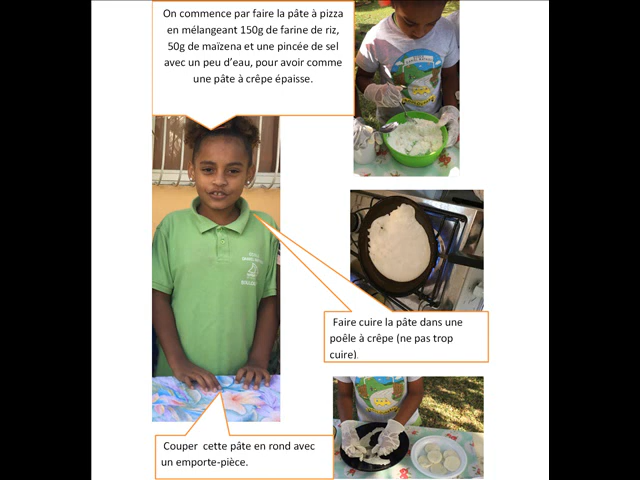 On commence par faire la pâte à pizza
en mélangeant 150g de farine de riz,
50g de maïzena et une pincée de sel
avec un peu d'eau, pour avoir comme
une pâte à crêpe épaisse.
Faire cuire la pâte dans une
poêle à crêpe (ne pas trop
cuire).
Couper cette pâte en rond avec
un emporte-pièce.